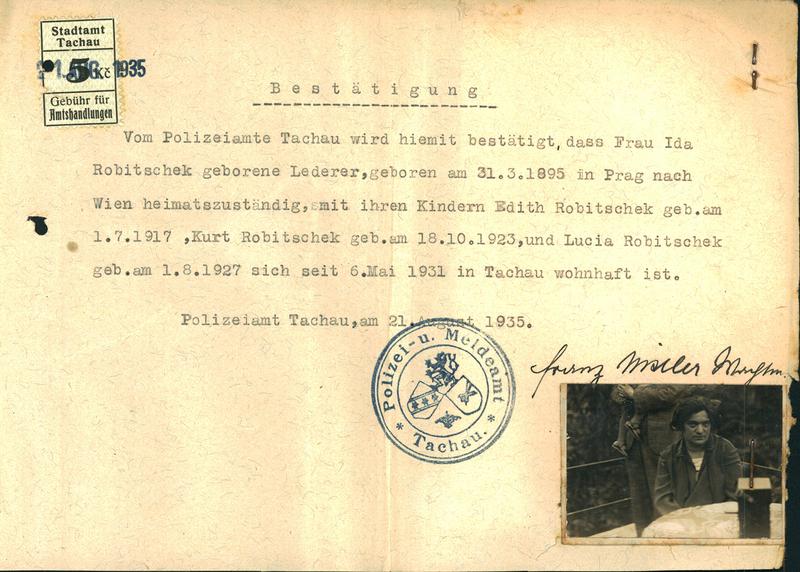 Stadtamt
Tachau
5 Kč
1935
Gebühr für
Amtshandlungen
Bestätigung
Vom Polizeiamte Tachau wird hiemit bestätigt, dass Frau Ida
Robitschek geborene Lederer, geboren am 31.3.1895 in Prag nach
Wien heimatszuständig, mit ihren Kindern Edith Robitschek geb.am
1.7.1917 ,Kurt Robitschek geb.am 18.10.1923,und Lucia Robitschek
geb.am 1.8.1927 sich seit 6.Mai 1931 in Tachau wohnhaft ist.
Polizeiamt Tachau,am 21.August 1935.
Polizei-u. Meldeamt
* Tachau. *
Franz